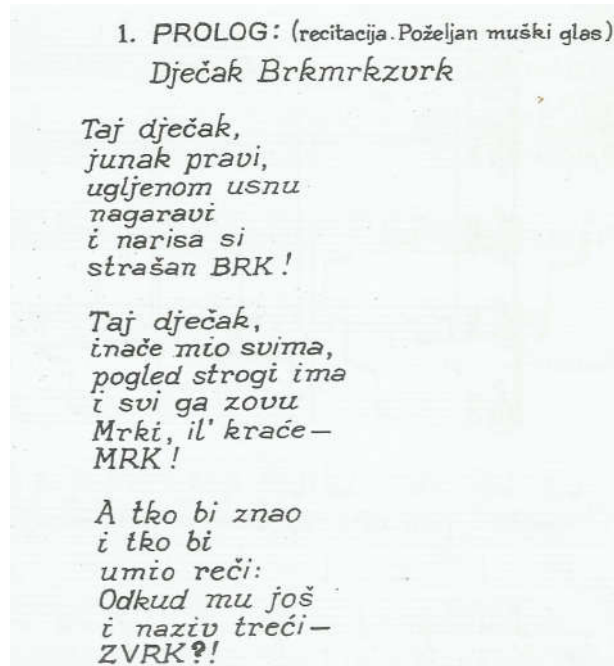 1. PROLOG: (recitacija. Poželjan muški glas)
Dječak Brkmrkzvrk
Taj dječak,
junak pravi,
ugljenom usnu
nagaravi
i narisa si
strašan BRK!
Taj dječak,
inače mio svima,
pogled strogi ima
i svi ga zovu
Mrki, il' kraće—
MRK!
A tko bi znao
i tko bi
umio reči:
Odkud mu još
i naziv treći—
ZVRK?!